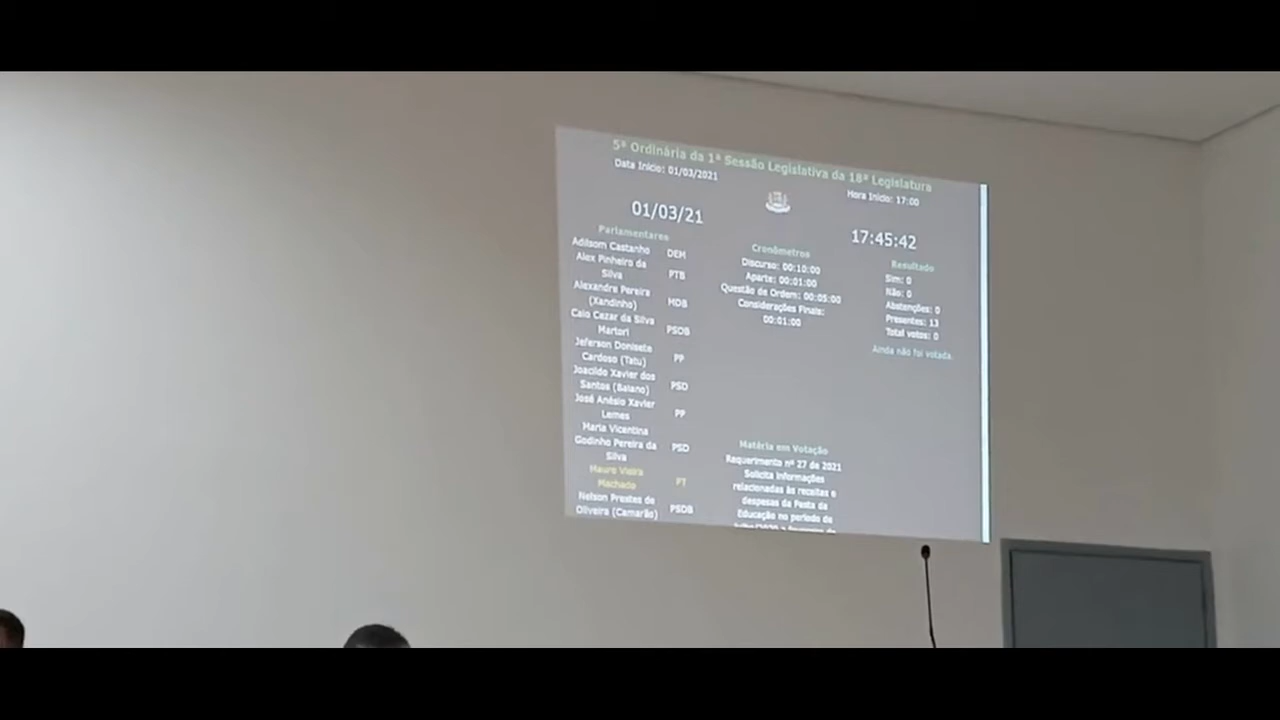 5ª Ordinária da 1ª Sessão Legislativa da 18ª Legislatura
Data Início: 01/03/2021
Hora Início: 17:00
01/03/21
17:45:42
Parlamentares
Adilsom Castanho DEM
Alex Pinheiro da
Silva PTB
Alexandre Pereira
(Xandinho) MDB
Caio Cezar da Silva
Martori PSDB
Jeferson Donisete
Cardoso (Tatu) PP
Joacildo Xavier dos
Santos (Baiano) PSD
José Anésio Xavier
Lemes PP
Maria Vicentina
Godinho Pereira da
Silva PSD
Mauro Vieira
Machado PT
Nelson Prestes de
Oliveira (Camarão) PSDB
Cronômetros
Discurso: 00:10:00
Aparte: 00:01:00
Questão de Ordem: 00:05:00
Considerações Finais:
00:01:00
Resultado
Sim: 0
Não: 0
Abstenções: 0
Presentes: 13
Total votos: 0
Ainda não foi votada.
Matéria em Votação
Requerimento nº 27 de 2021
Solicita informações
relacionadas às receitas e
despesas da Pasta da
Educação no período de
julho/2020 a fevereiro de